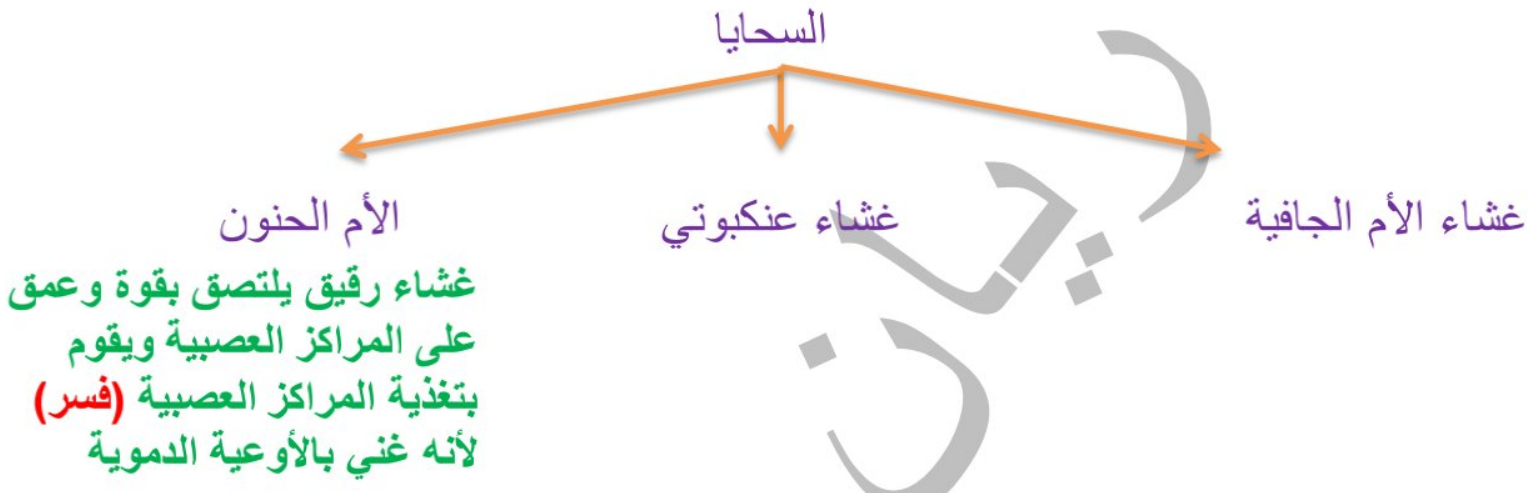 السحايا
غشاء الأم الجافية
غشاء عنكبوتي
الأم الحنون
غشاء رقيق يلتصق بقوة وعمق
على المراكز العصبية ويقوم
بتغذية المراكز العصبية (فسر)
لأنه غني بالأوعية الدموية